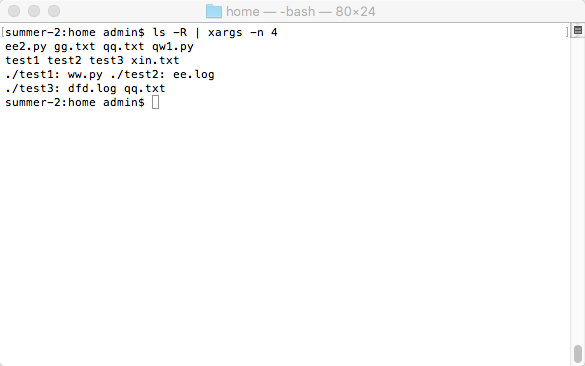 home — -bash — 80×24
[summer-2:home admin$ ls -R | xargs -n 4 ]
ee2.py gg.txt qq.txt qw1.py
test1 test2 test3 xin.txt
./test1: ww.py ./test2: ee.log
./test3: dfd.log qq.txt
summer-2:home admin$